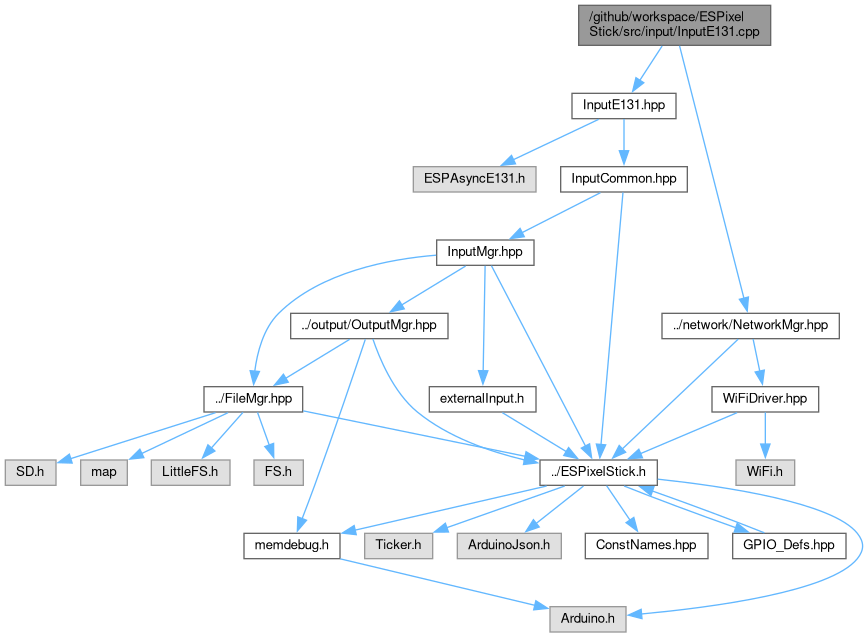 /github/workspace/ESPixel
Stick/src/input/InputE131.cpp
InputE131.hpp
ESPAsyncE131.h
InputCommon.hpp
InputMgr.hpp
../output/OutputMgr.hpp
../network/NetworkMgr.hpp
../FileMgr.hpp
externalInput.h
WiFiDriver.hpp
SD.h
map
LittleFS.h
FS.h
../ESPixelStick.h
WiFi.h
memdebug.h
Ticker.h
ArduinoJson.h
ConstNames.hpp
GPIO_Defs.hpp
Arduino.h